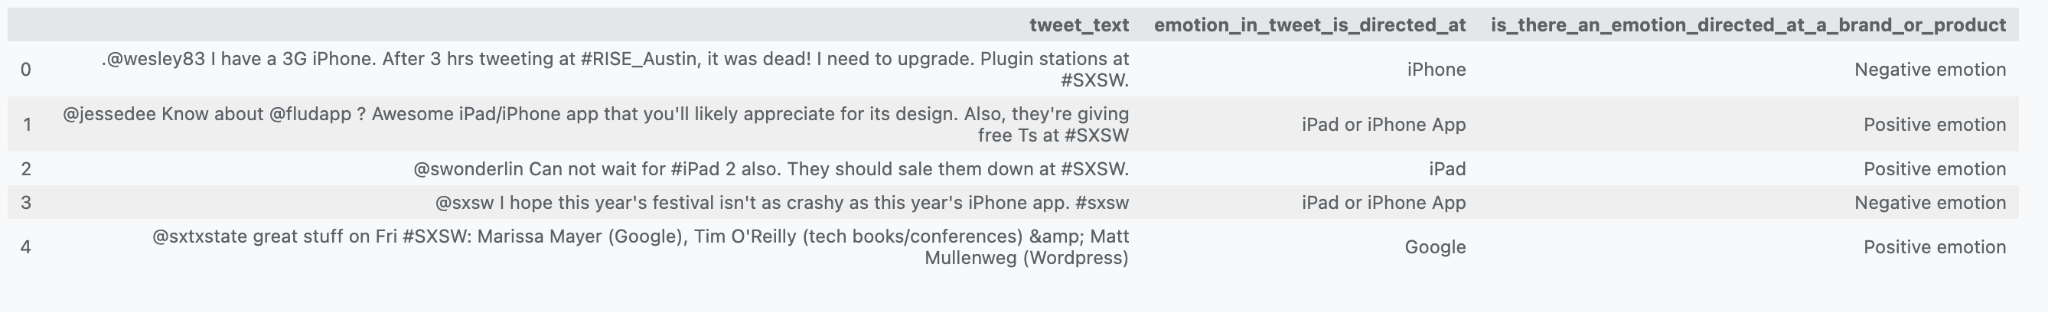 tweet_text emotion_in_tweet_is_directed_at is_there_an_emotion_directed_at_a_brand_or_product
0 .@wesley83 I have a 3G iPhone. After 3 hrs tweeting at #RISE_Austin, it was dead! I need to upgrade. Plugin stations at
#SXSW. iPhone Negative emotion
1 @jessedee Know about @fludapp ? Awesome iPad/iPhone app that you'll likely appreciate for its design. Also, they're giving
free Ts at #SXSW iPad or iPhone App Positive emotion
2 @swonderlin Can not wait for #iPad 2 also. They should sale them down at #SXSW. iPad Positive emotion
3 @sxsw I hope this year's festival isn't as crashy as this year's iPhone app. #sxsw iPad or iPhone App Negative emotion
4 @sxtxstate great stuff on Fri #SXSW: Marissa Mayer (Google), Tim O'Reilly (tech books/conferences) &amp; Matt
Mullenweg (Wordpress) Google Positive emotion